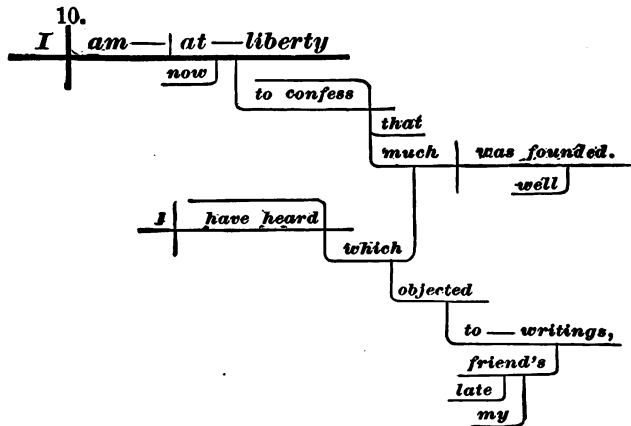 10.
I am — at — liberty
now
to confess
that
much was founded.
well
I have heard
which
objected
to — writings,
friend's
late
my